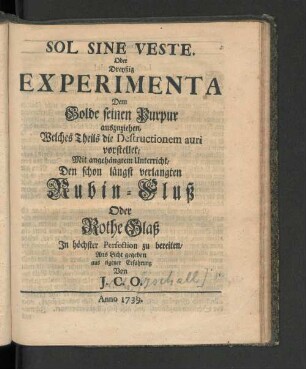 SOL SINE VESTE.
Oder
Dreyßig
EXPERIMENTA
Dem
Golde seinen Purpur
auszuziehen,
Welches Theils die Destructionem auri
vorstellet;
Mit angehängtem Unterricht,
Den schon längst verlangten
Rubin-Fluß
Oder
Rothe Glaß
In höchster Perfection zu bereiten,
Ans Licht gegeben
aus eigener Erfahrung
Von
J. C. O.
Anno 1739.